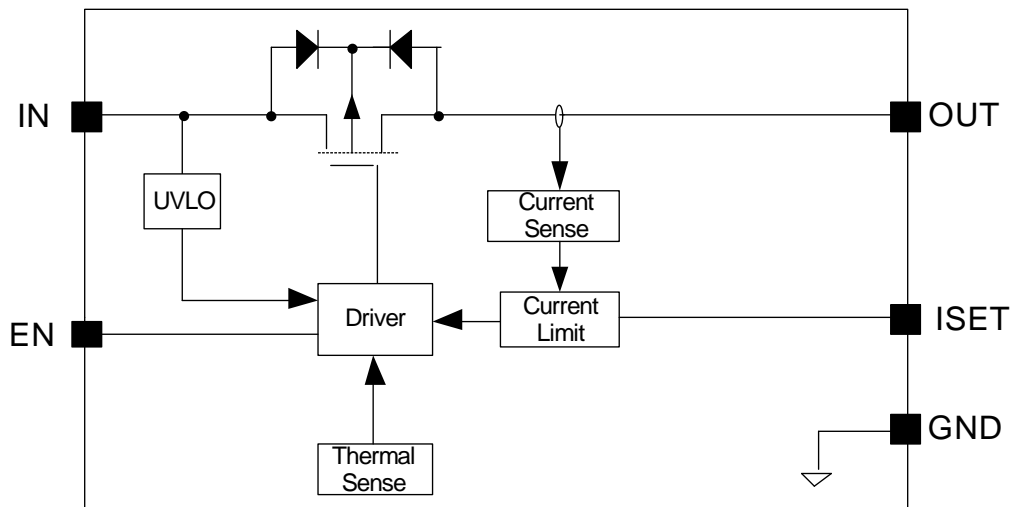 IN
OUT
UVLO
Current
Sense
EN
Driver
Current
Limit
ISET
GND
Thermal
Sense